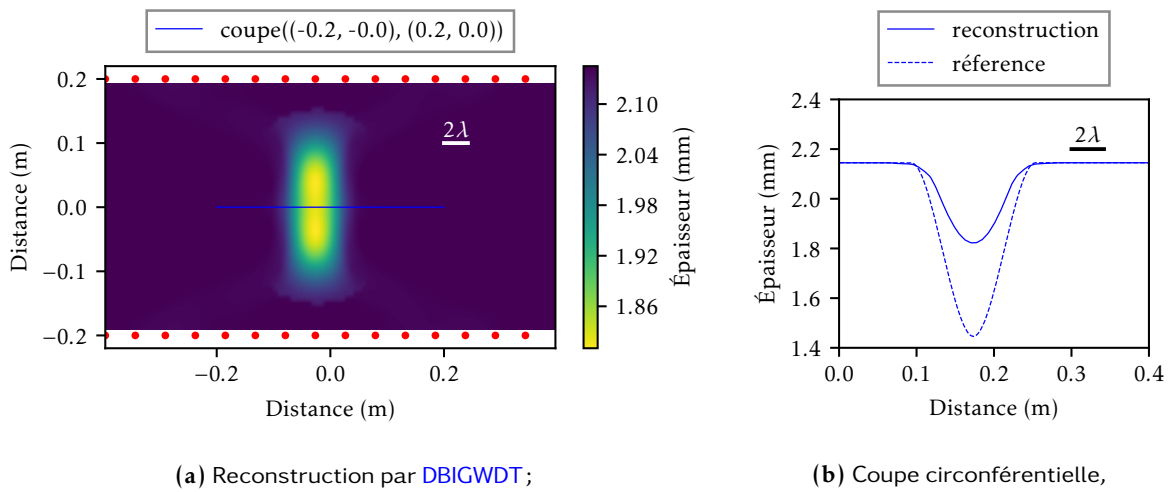 coupe((-0.2, -0.0), (0.2, 0.0))
0.2
0.1
0.0
−0.1
−0.2
Distance (m)
2λ
−0.2
0.0
0.2
Distance (m)
2.10
2.04
1.98
1.92
1.86
Épaisseur (mm)
(a) Reconstruction par DBIGWDT ;
reconstruction
réference
2.4
2.2
2.0
1.8
1.6
1.4
Épaisseur (mm)
2λ
0.0
0.1
0.2
0.3
0.4
Distance (m)
(b) Coupe circonférentielle,